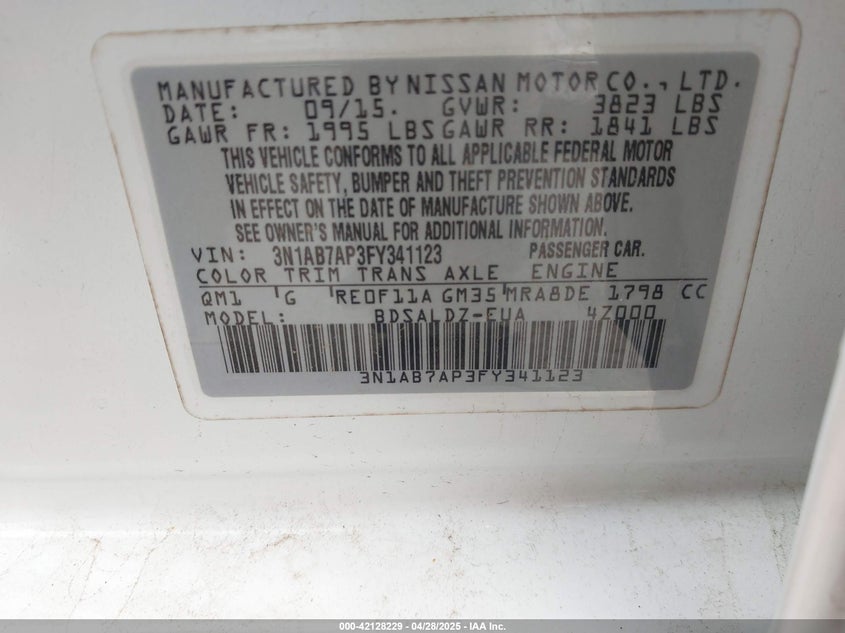 MANUFACTURED BY NISSAN MOTOR CO., LTD.
DATE: 09/15. GVWR: 3823 LBS
GAWR FR: 1995 LBS GAWR RR: 1841 LBS
THIS VEHICLE CONFORMS TO ALL APPLICABLE FEDERAL MOTOR
VEHICLE SAFETY, BUMPER AND THEFT PREVENTION STANDARDS
IN EFFECT ON THE DATE OF MANUFACTURE SHOWN ABOVE.
SEE OWNER'S MANUAL FOR ADDITIONAL INFORMATION.
VIN: 3N1AB7AP3FY341123 PASSENGER CAR.
COLOR TRIM TRANS AXLE ENGINE
QM1 G RE0F11A GM35 MRA8DE 1798 CC
MODEL: BDSALDZ-EUA 4Z000
3N1AB7AP3FY341123
000-42128229 - 04/28/2025 - IAA Inc.